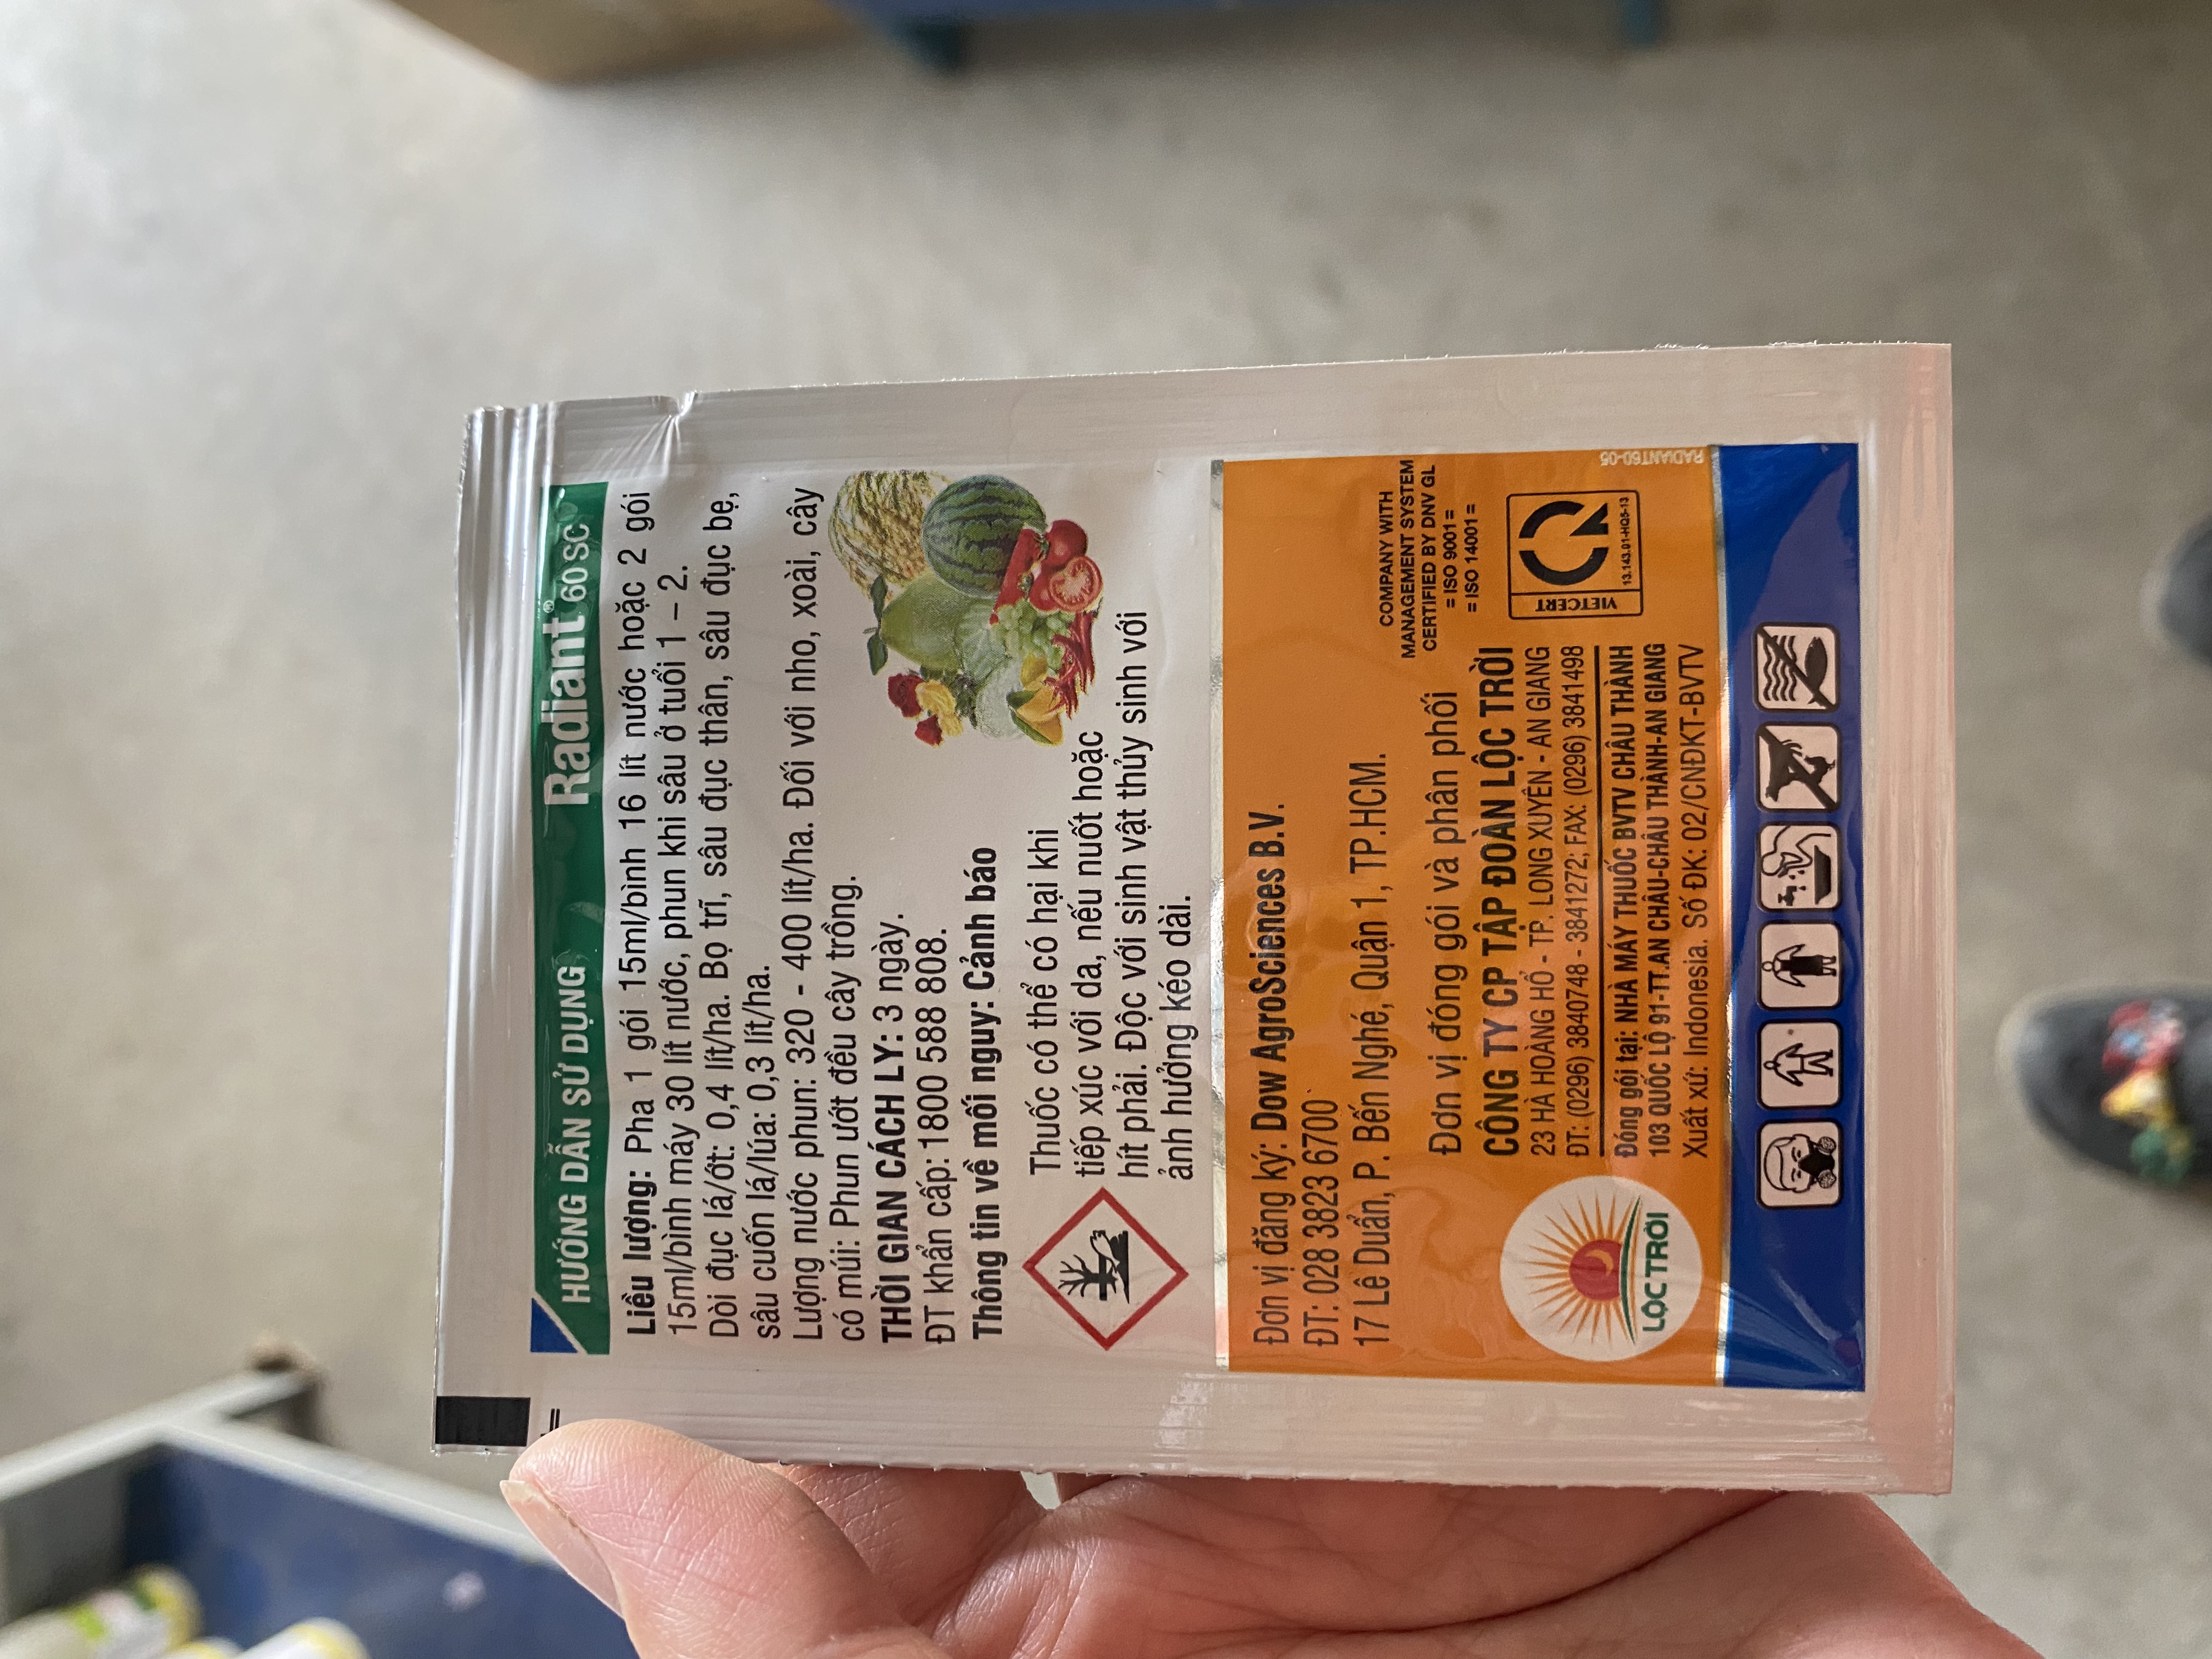 HƯỚNG DẪN SỬ DỤNG
Radiant® 60 SC
Liều lượng: Pha 1 gói 15ml/bình 16 lít nước hoặc 2 gói
15ml/bình máy 30 lít nước, phun khi sâu ở tuổi 1 – 2.
Dòi đục lá/ớt: 0,4 lít/ha. Bọ trĩ, sâu đục thân, sâu đục bẹ,
sâu cuốn lá/lúa: 0,3 lít/ha.
Lượng nước phun: 320 - 400 lít/ha. Đối với nho, xoài, cây
có múi: Phun ướt đều cây trồng.
THỜI GIAN CÁCH LY: 3 ngày.
ĐT khẩn cấp: 1800 588 808.
Thông tin về mối nguy: Cảnh báo
Thuốc có thể có hại khi
tiếp xúc với da, nếu nuốt hoặc
hít phải. Độc với sinh vật thủy sinh với
ảnh hưởng kéo dài.
Đơn vị đăng ký: Dow AgroSciences B.V.
ĐT: 028 3823 6700
17 Lê Duẩn, P. Bến Nghé, Quận 1, TP.HCM.
Đơn vị đóng gói và phân phối
CÔNG TY CP TẬP ĐOÀN LỘC TRỜI
23 HÀ HOÀNG HỔ - TP. LONG XUYÊN - AN GIANG
ĐT: (0296) 3840748 - 3841272; FAX: (0296) 3841498
Đóng gói tại: NHÀ MÁY THUỐC BVTV CHÂU THÀNH
103 QUỐC LỘ 91-TT.AN CHÂU-CHÂU THÀNH-AN GIANG
Xuất xứ: Indonesia. Số ĐK: 02/CNĐKT-BVTV
LỘC TRỜI
COMPANY WITH
MANAGEMENT SYSTEM
CERTIFIED BY DNV GL
= ISO 9001 =
= ISO 14001 =
VIETCERT
13.143.01-HQ5-13
RADIANT60-05